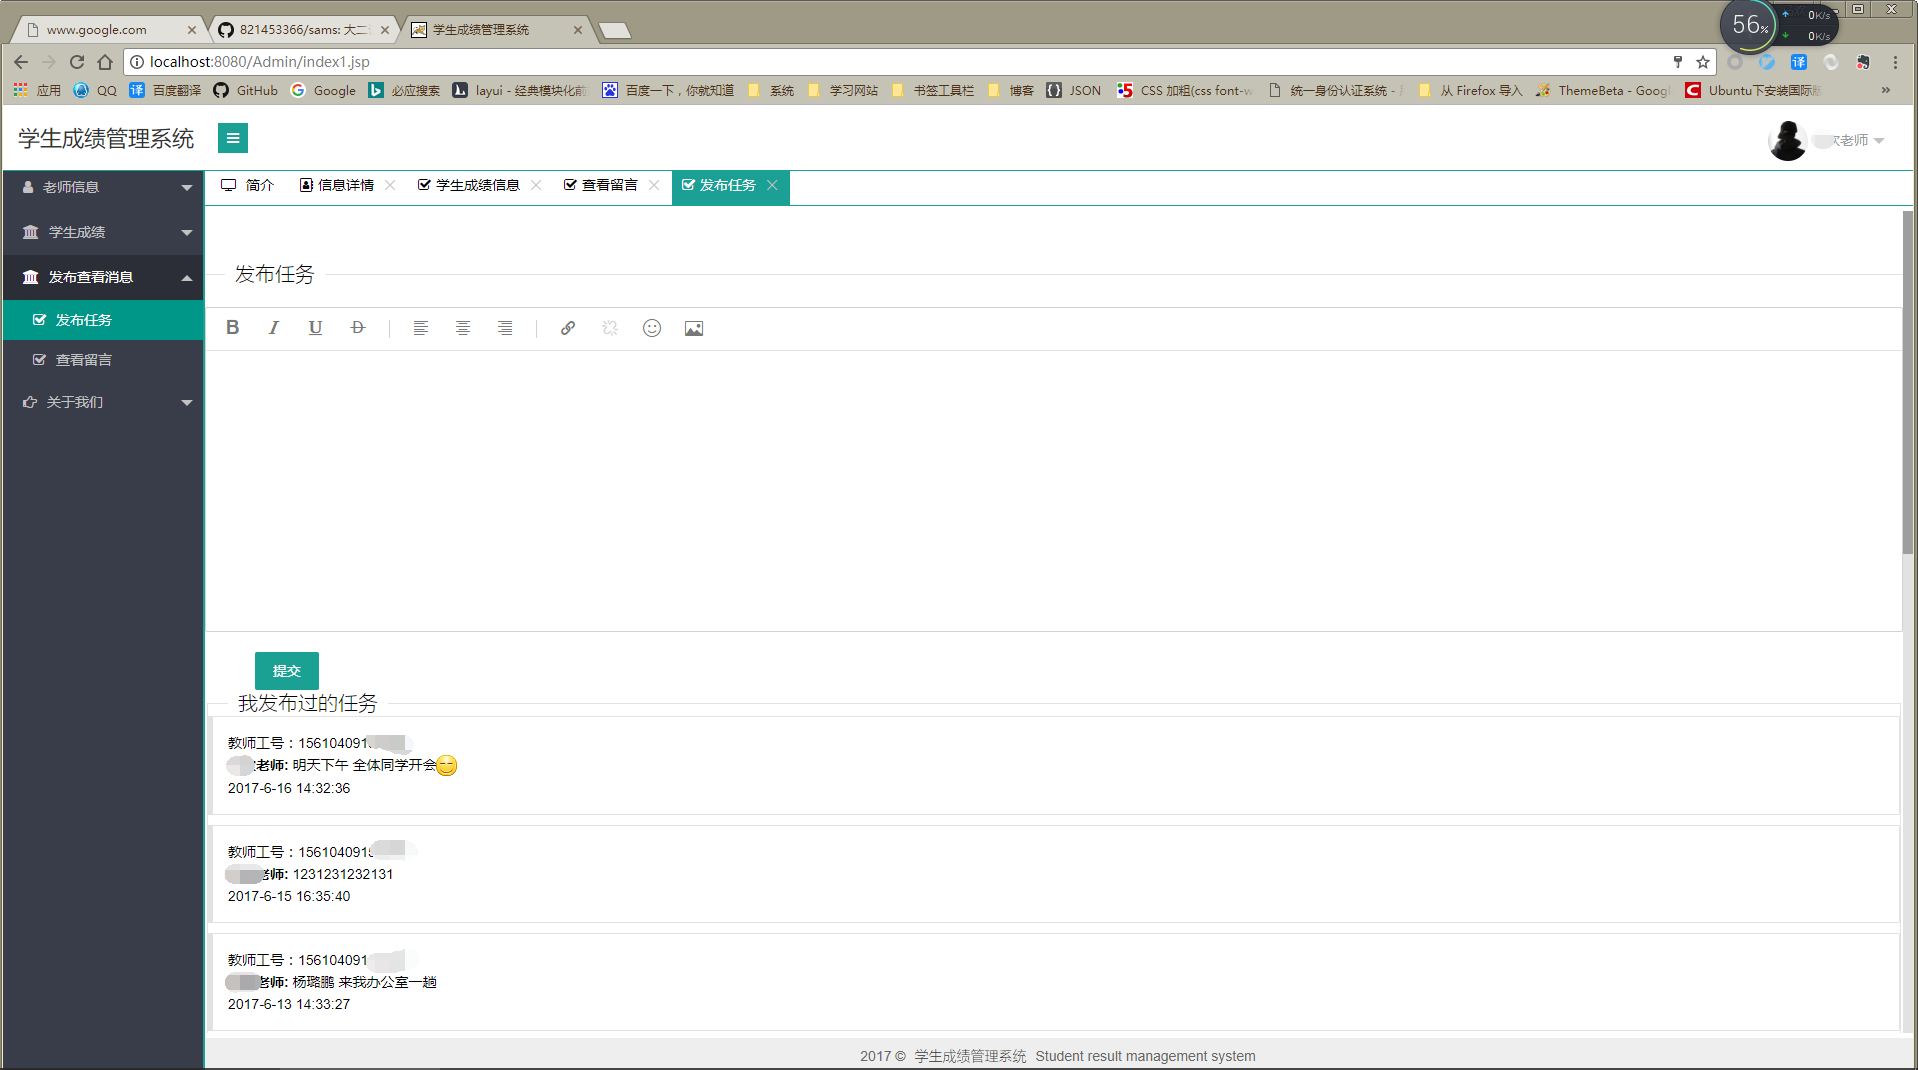 www.google.com
821453366/sams: 大二
学生成绩管理系统
56%
0K/s
0K/s
localhost:8080/Admin/index1.jsp
应用
QQ
百度翻译
GitHub
Google
必应搜索
layui - 经典模块化前
百度一下，你就知道
系统
学习网站
书签工具栏
博客
JSON
CSS 加粗(css font-w
统一身份认证系统 -
从 Firefox 导入
ThemeBeta - Googl
Ubuntu下安装国际版
»
学生成绩管理系统
次老师
老师信息
学生成绩
发布查看消息
发布任务
查看留言
关于我们
简介
信息详情
学生成绩信息
查看留言
发布任务
发布任务
B I U D
提交
我发布过的任务
教师工号：156104091
老师: 明天下午 全体同学开会
2017-6-16 14:32:36
教师工号：156104091
老师: 1231231232131
2017-6-15 16:35:40
教师工号：156104091
老师: 杨璐鹏 来我办公室一趟
2017-6-13 14:33:27
2017 © 学生成绩管理系统 Student result management system